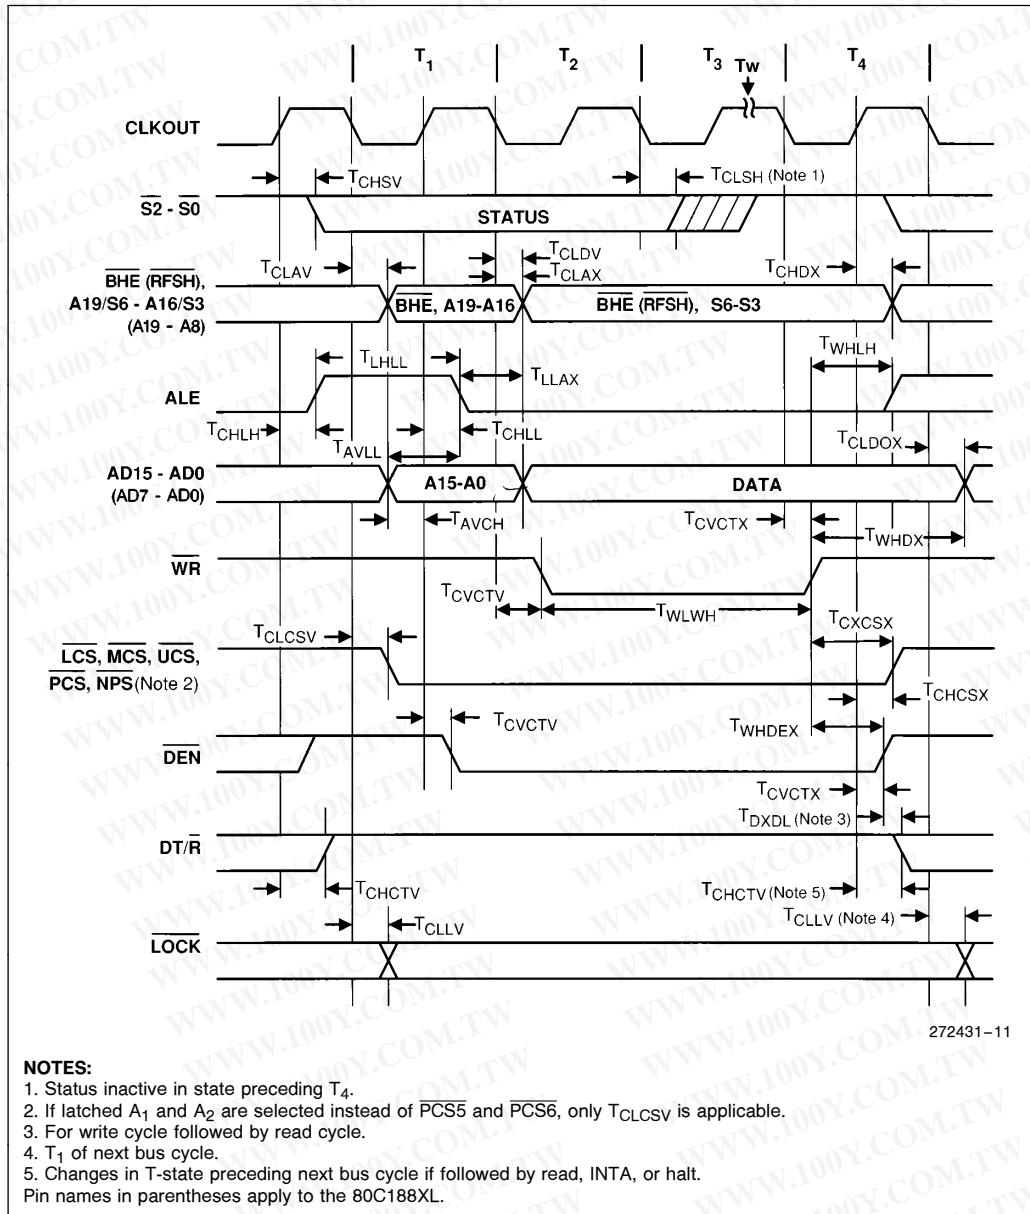 T1 T2 T3 Tw T4
CLKOUT
TCHSV
TCLSH (Note 1)
S2 - S0
STATUS
TCLDV
TCLAV
TCLAX
TCHDX
BHE (RFSH),
A19/S6 - A16/S3
(A19 - A8)
BHE, A19-A16
BHE (RFSH), S6-S3
TLHLL
TLLAX
TWHLH
ALE
TCHLH
TCHLL
TAVLL
TCLDOX
AD15 - AD0
(AD7 - AD0)
A15-A0
DATA
TAVCH
TCVCTX
TWHDX
WR
TCVCTV
TWLWH
TCXCSX
TCLCSV
LCS, MCS, UCS,
PCS, NPS (Note 2)
TCHCSX
TCVCTV
TWHDEX
DEN
TCVCTX
TDXDL (Note 3)
DT/R
TCHCTV
TCHCTV (Note 5)
TCLLV
TCLLV (Note 4)
LOCK
272431-11
NOTES:
1. Status inactive in state preceding T4.
2. If latched A1 and A2 are selected instead of PCS5 and PCS6, only TCLCSV is applicable.
3. For write cycle followed by read cycle.
4. T1 of next bus cycle.
5. Changes in T-state preceding next bus cycle if followed by read, INTA, or halt.
Pin names in parentheses apply to the 80C188XL.
WWW.100Y.COM.TW